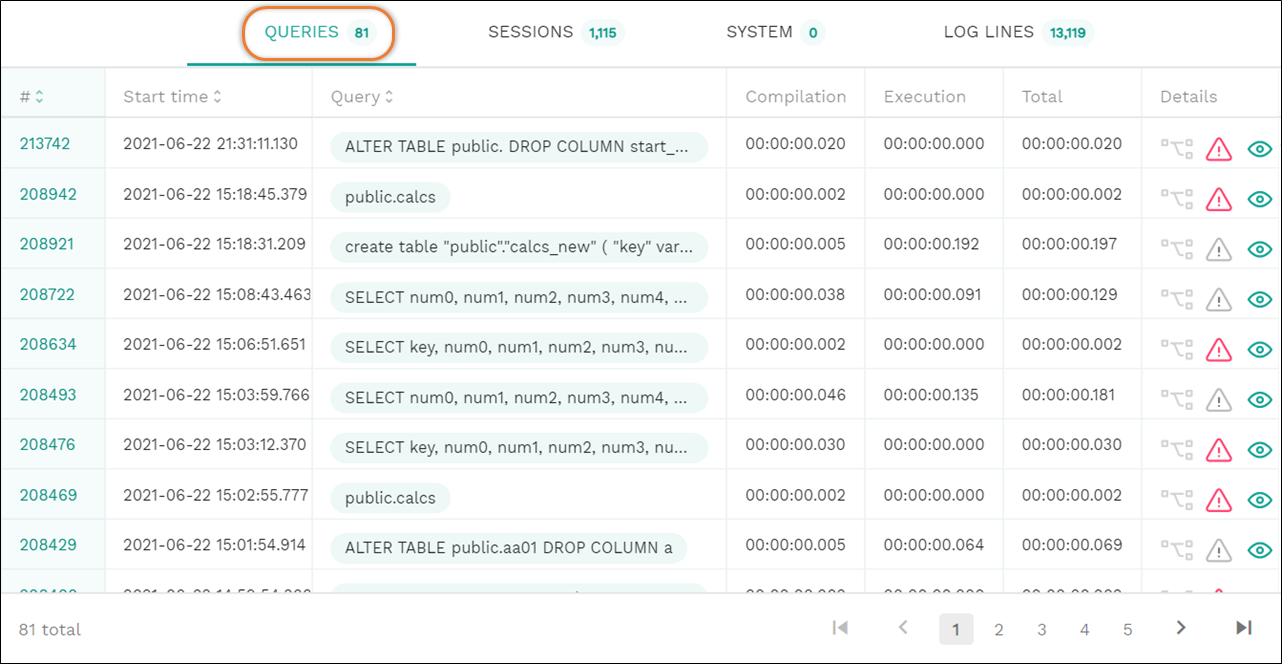 QUERIES 81 SESSIONS 1,115 SYSTEM 0 LOG LINES 13,119
# Start time Query Compilation Execution Total Details
213742 2021-06-22 21:31:11.130 ALTER TABLE public. DROP COLUMN start_... 00:00:00.020 00:00:00.000 00:00:00.020
208942 2021-06-22 15:18:45.379 public.calcs 00:00:00.002 00:00:00.000 00:00:00.002
208921 2021-06-22 15:18:31.209 create table "public"."calcs_new" ( "key" var... 00:00:00.005 00:00:00.192 00:00:00.197
208722 2021-06-22 15:08:43.463 SELECT num0, num1, num2, num3, num4, ... 00:00:00.038 00:00:00.091 00:00:00.129
208634 2021-06-22 15:06:51.651 SELECT key, num0, num1, num2, num3, nu... 00:00:00.002 00:00:00.000 00:00:00.002
208493 2021-06-22 15:03:59.766 SELECT num0, num1, num2, num3, num4, ... 00:00:00.046 00:00:00.135 00:00:00.181
208476 2021-06-22 15:03:12.370 SELECT key, num0, num1, num2, num3, nu... 00:00:00.030 00:00:00.000 00:00:00.030
208469 2021-06-22 15:02:55.777 public.calcs 00:00:00.002 00:00:00.000 00:00:00.002
208429 2021-06-22 15:01:54.914 ALTER TABLE public.aa01 DROP COLUMN a 00:00:00.005 00:00:00.064 00:00:00.069
81 total 1 2 3 4 5